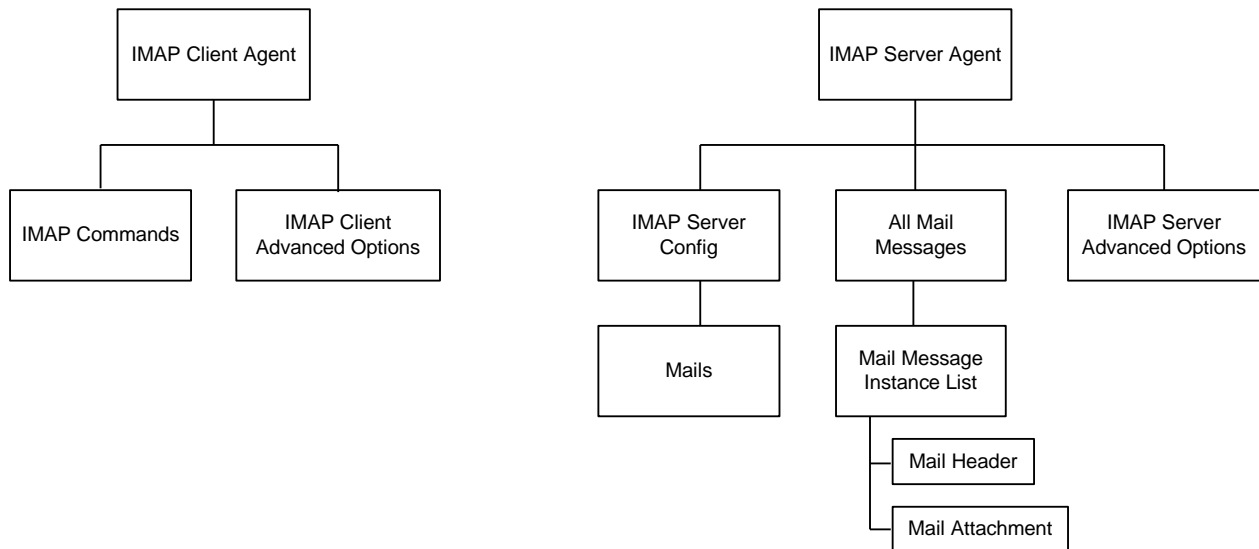 IMAP Client Agent
IMAP Server Agent
IMAP Commands
IMAP Client
Advanced Options
IMAP Server
Config
All Mail
Messages
IMAP Server
Advanced Options
Mails
Mail Message
Instance List
Mail Header
Mail Attachment